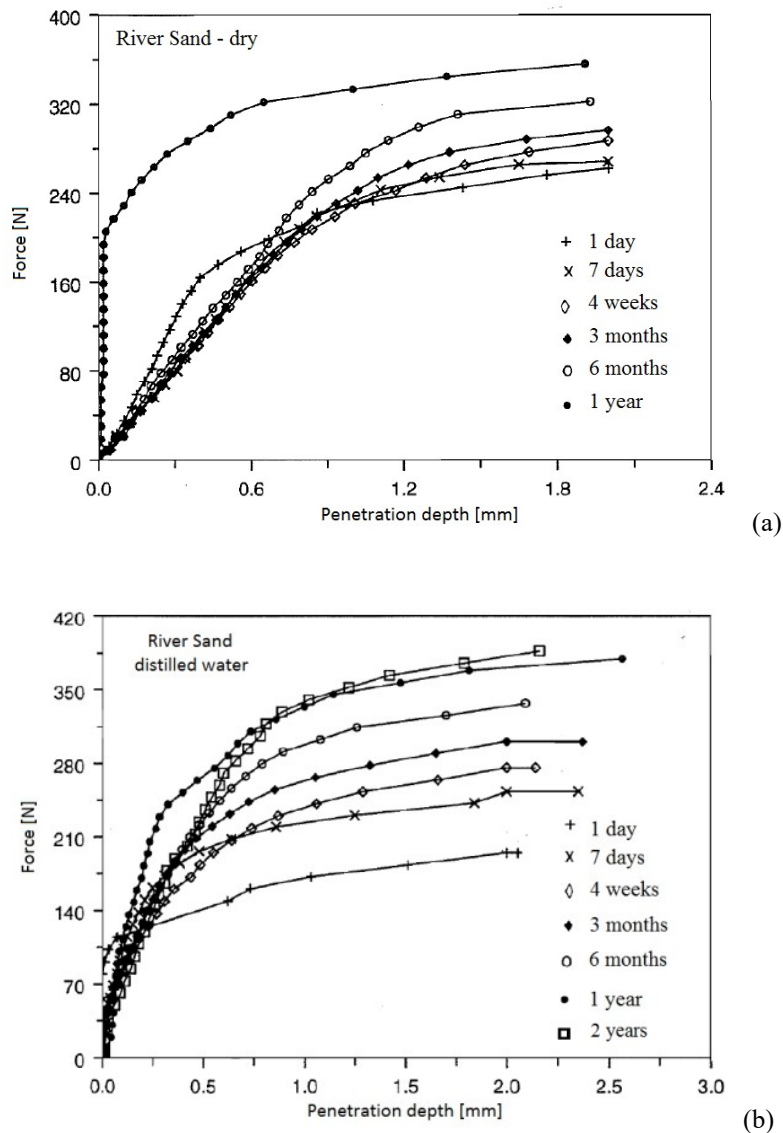 400
River Sand - dry
320
240
160
80
0
Force [N]
1 day
7 days
4 weeks
3 months
6 months
1 year
0.0 0.6 1.2 1.8 2.4
Penetration depth [mm]
(a)
420
River Sand
distilled water
350
280
210
140
70
0
Force [N]
1 day
7 days
4 weeks
3 months
6 months
1 year
2 years
0.0 0.5 1.0 1.5 2.0 2.5 3.0
Penetration depth [mm]
(b)